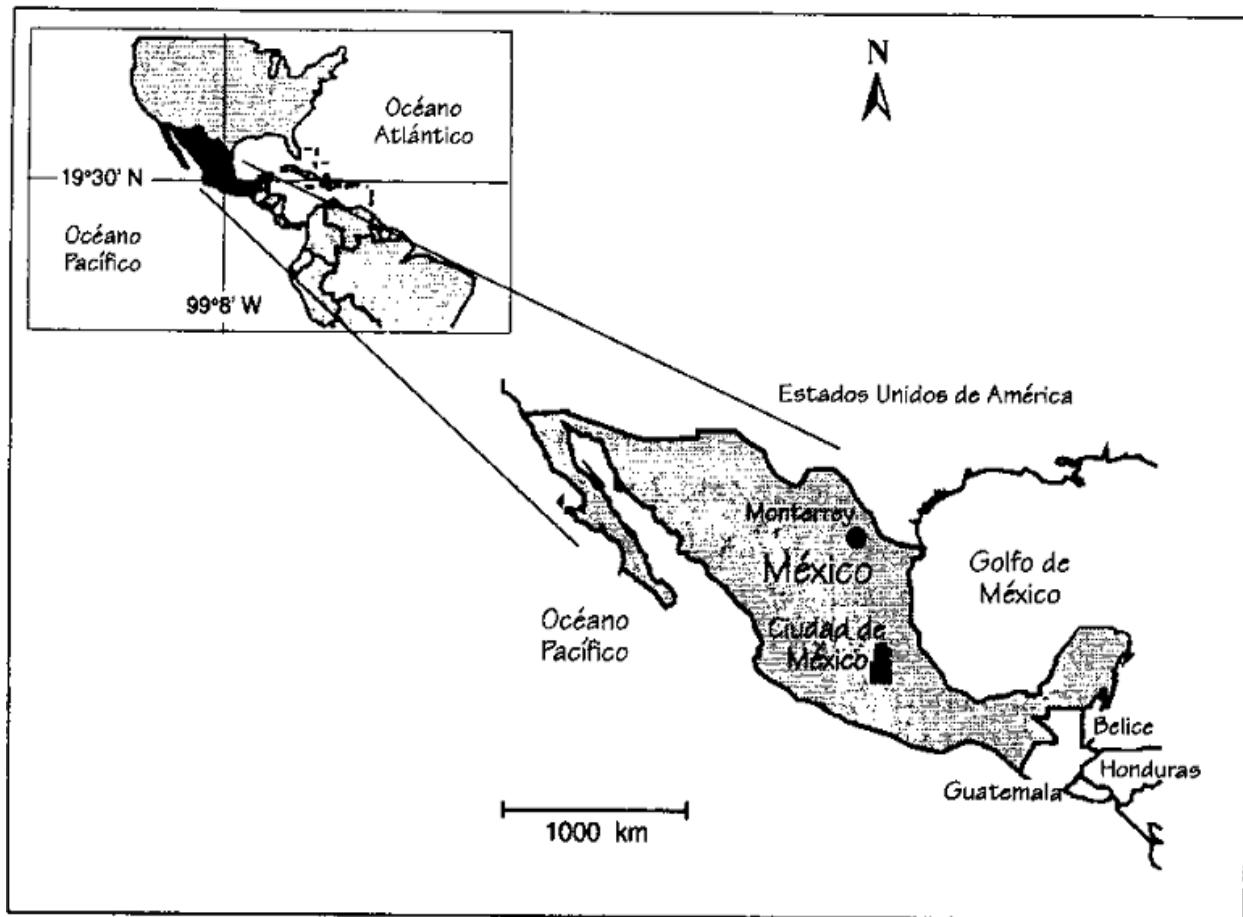 N
Océano
Atlántico
19°30' N
Océano
Pacífico
99°8' W
Estados Unidos de América
Monterrey
México
Golfo de
México
Océano
Pacífico
Ciudad de
México
Belice
Honduras
Guatemala
1000 km